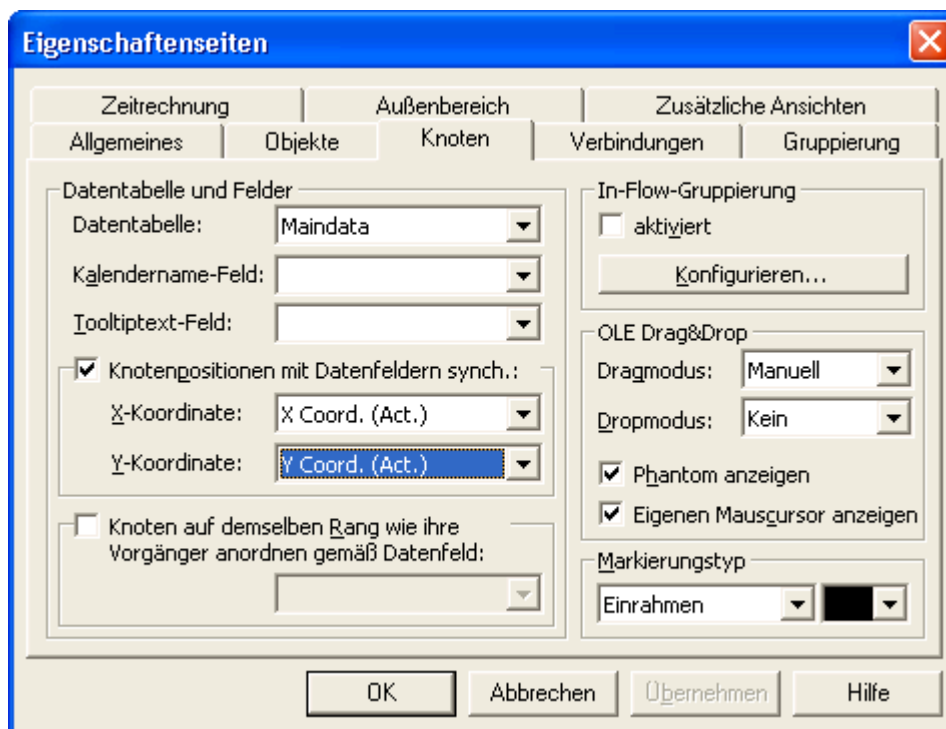 Eigenschaftenseiten
Zeitrechnung Außenbereich Zusätzliche Ansichten
Allgemeines Objekte Knoten Verbindungen Gruppierung
Datentabelle und Felder
Datentabelle: Maindata
Kalendername-Feld:
Tooltiptext-Feld:
Knotenpositionen mit Datenfeldern synch.:
X-Koordinate: X Coord. (Act.)
Y-Koordinate: Y Coord. (Act.)
Knoten auf demselben Rang wie ihre
Vorgänger anordnen gemäß Datenfeld:
In-Flow-Gruppierung
aktiviert
Konfigurieren...
OLE Drag&Drop
Dragmodus: Manuell
Dropmodus: Kein
Phantom anzeigen
Eigenen Mauscursor anzeigen
Markierungstyp
Einrahmen
OK Abbrechen Übernehmen Hilfe